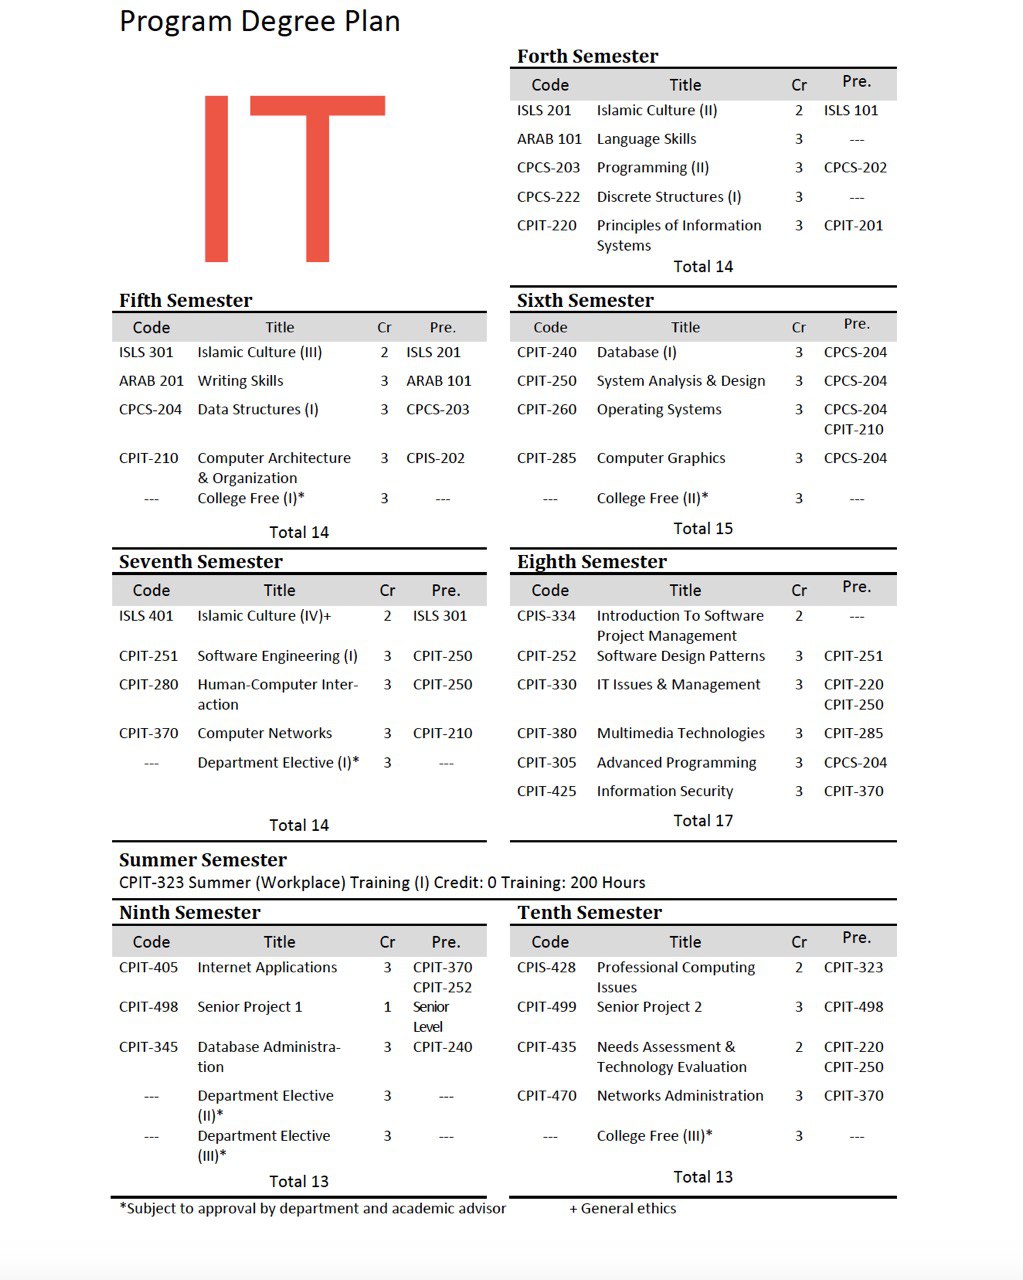 Program Degree Plan
IT
Forth Semester
Code Title Cr Pre.
ISLS 201 Islamic Culture (II) 2 ISLS 101
ARAB 101 Language Skills 3 ---
CPCS-203 Programming (II) 3 CPCS-202
CPCS-222 Discrete Structures (I) 3 ---
CPIT-220 Principles of Information 3 CPIT-201
Systems
Total 14
Fifth Semester
Code Title Cr Pre.
ISLS 301 Islamic Culture (III) 2 ISLS 201
ARAB 201 Writing Skills 3 ARAB 101
CPCS-204 Data Structures (I) 3 CPCS-203
CPIT-210 Computer Architecture 3 CPIS-202
& Organization
--- College Free (I)* 3 ---
Total 14
Sixth Semester
Code Title Cr Pre.
CPIT-240 Database (I) 3 CPCS-204
CPIT-250 System Analysis & Design 3 CPCS-204
CPIT-260 Operating Systems 3 CPCS-204
CPIT-210
CPIT-285 Computer Graphics 3 CPCS-204
--- College Free (II)* 3 ---
Total 15
Seventh Semester
Code Title Cr Pre.
ISLS 401 Islamic Culture (IV)+ 2 ISLS 301
CPIT-251 Software Engineering (I) 3 CPIT-250
CPIT-280 Human-Computer Inter- 3 CPIT-250
action
CPIT-370 Computer Networks 3 CPIT-210
--- Department Elective (I)* 3 ---
Total 14
Eighth Semester
Code Title Cr Pre.
CPIS-334 Introduction To Software 2 ---
Project Management
CPIT-252 Software Design Patterns 3 CPIT-251
CPIT-330 IT Issues & Management 3 CPIT-220
CPIT-250
CPIT-380 Multimedia Technologies 3 CPIT-285
CPIT-305 Advanced Programming 3 CPCS-204
CPIT-425 Information Security 3 CPIT-370
Total 17
Summer Semester
CPIT-323 Summer (Workplace) Training (I) Credit: 0 Training: 200 Hours
Ninth Semester
Code Title Cr Pre.
CPIT-405 Internet Applications 3 CPIT-370
CPIT-252
CPIT-498 Senior Project 1 1 Senior
Level
CPIT-345 Database Administra- 3 CPIT-240
tion
--- Department Elective 3 ---
(II)*
--- Department Elective 3 ---
(III)*
Total 13
Tenth Semester
Code Title Cr Pre.
CPIS-428 Professional Computing 2 CPIT-323
Issues
CPIT-499 Senior Project 2 3 CPIT-498
CPIT-435 Needs Assessment & 2 CPIT-220
Technology Evaluation CPIT-250
CPIT-470 Networks Administration 3 CPIT-370
--- College Free (III)* 3 ---
Total 13
*Subject to approval by department and academic advisor
+ General ethics